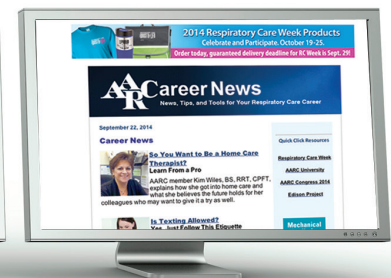 2014 Respiratory Care Week Products
Celebrate and Participate. October 19-25.
Order today, guaranteed delivery deadline for RC Week is Sept. 29!
AARC Career News
News, Tips, and Tools for Your Respiratory Care Career
September 22, 2014
Career News
So You Want to Be a Home Care
Therapist?
Learn From a Pro
AARC member Kim Wiles, BS, RRT, CPFT,
explains how she got into home care and
what she believes the future holds for her
colleagues who may want to give it a try as well.
Is Texting Allowed?
Yes, Just Follow This Etiquette
Quick Click Resources
Respiratory Care Week
AARC University
AARC Congress 2014
Edison Project
Mechanical